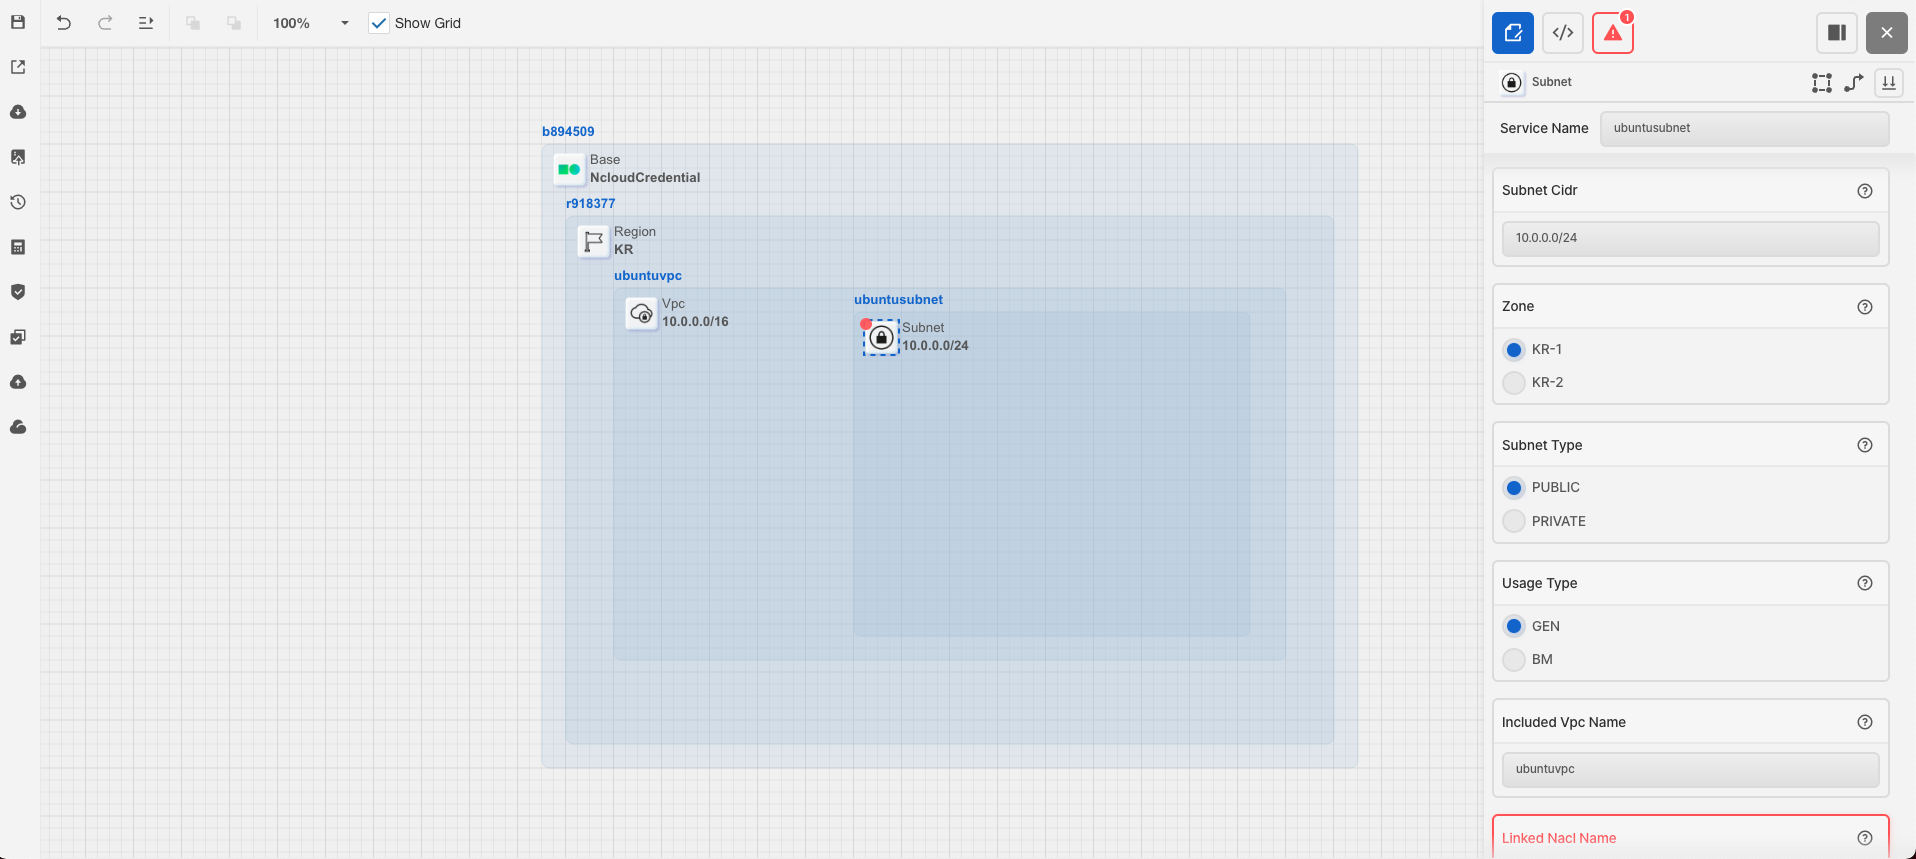 100%
Show Grid
1
Subnet
Service Name
ubuntusubnet
b894509
Base
NcloudCredential
r918377
Region
KR
ubuntuvpc
Vpc
10.0.0.0/16
ubuntusubnet
Subnet
10.0.0.0/24
Subnet Cidr
10.0.0.0/24
Zone
KR-1
KR-2
Subnet Type
PUBLIC
PRIVATE
Usage Type
GEN
BM
Included Vpc Name
ubuntuvpc
Linked Nacl Name